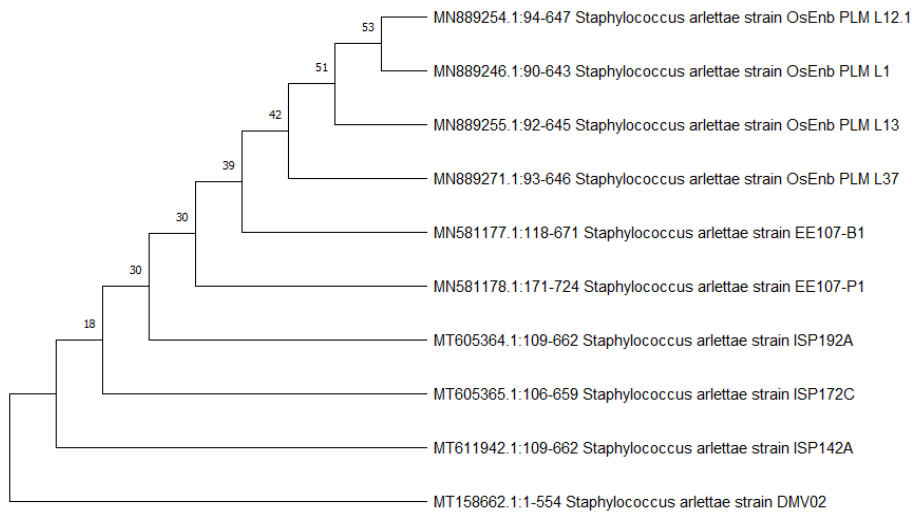 MN889254.1:94-647 Staphylococcus arlettae strain OsEnb PLM L12.1
53
MN889246.1:90-643 Staphylococcus arlettae strain OsEnb PLM L1
51
MN889255.1:92-645 Staphylococcus arlettae strain OsEnb PLM L13
42
MN889271.1:93-646 Staphylococcus arlettae strain OsEnb PLM L37
39
MN581177.1:118-671 Staphylococcus arlettae strain EE107-B1
30
MN581178.1:171-724 Staphylococcus arlettae strain EE107-P1
30
MT605364.1:109-662 Staphylococcus arlettae strain ISP192A
18
MT605365.1:106-659 Staphylococcus arlettae strain ISP172C
MT611942.1:109-662 Staphylococcus arlettae strain ISP142A
MT158662.1:1-554 Staphylococcus arlettae strain DMV02